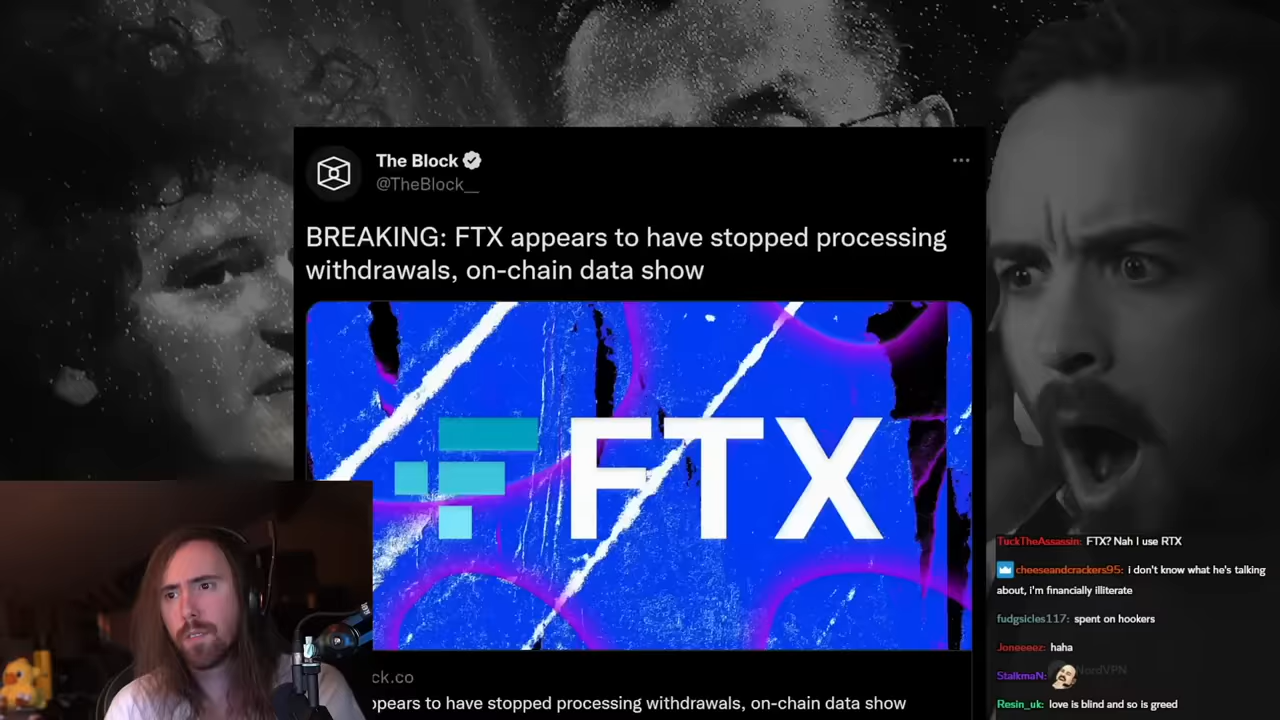 The Block
@TheBlock__
BREAKING: FTX appears to have stopped processing
withdrawals, on-chain data show
FTX
ck.co
ppears to have stopped processing withdrawals, on-chain data show
TuckTheAssassin: FTX? Nah I use RTX
cheeseandcrackers95: i don't know what he's talking
about, i'm financially illiterate
fudgsicles117: spent on hookers
Joneeeez: haha
StalkmaN:
NordVPN
Resin_uk: love is blind and so is greed